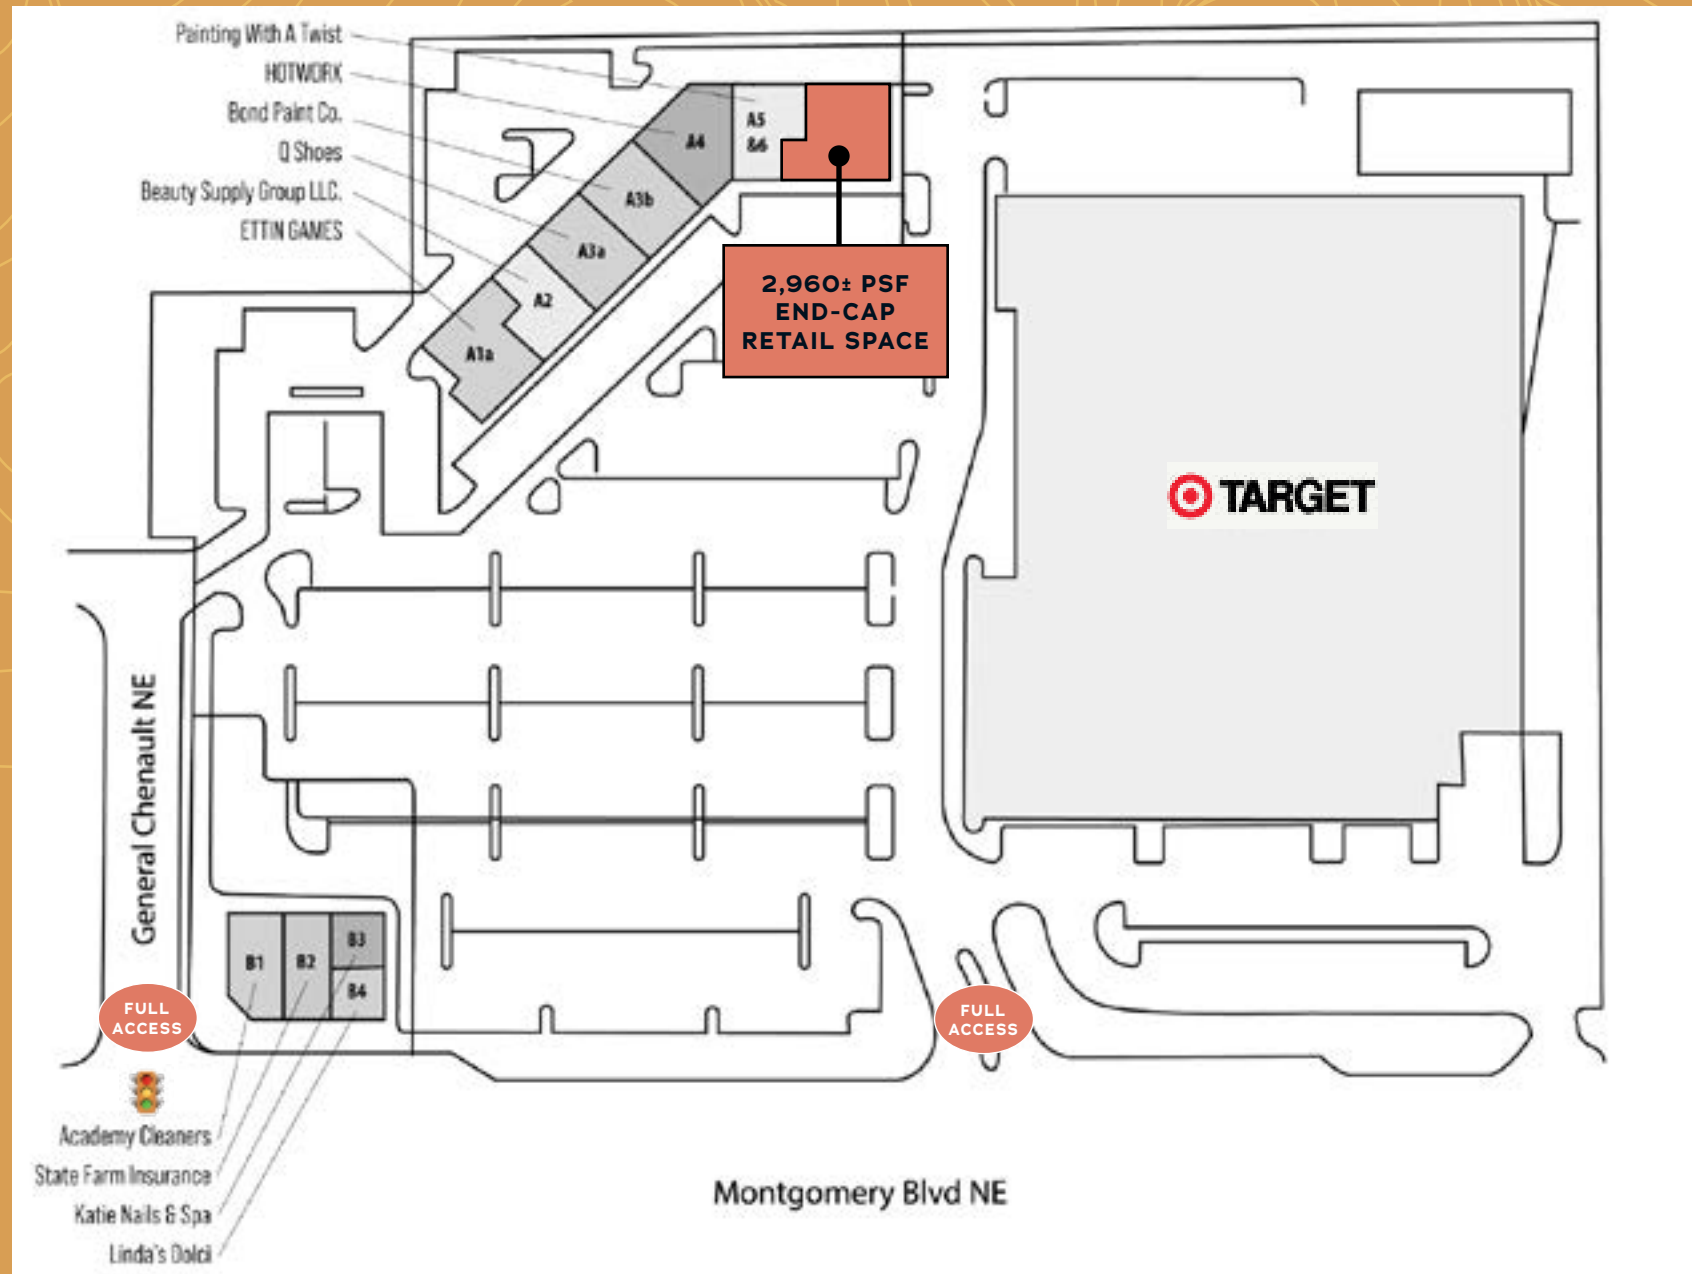 Painting With A Twist
HOTWORX
Bond Paint Co.
Q Shoes
Beauty Supply Group LLC.
ETTIN GAMES
A5
&6
A4
A3b
A3a
A2
A1a
2,960± PSF
END-CAP
RETAIL SPACE
TARGET
General Chenault NE
B1
B2
B3
B4
FULL
ACCESS
FULL
ACCESS
Academy Cleaners
State Farm Insurance
Katie Nails & Spa
Linda's Dolci
Montgomery Blvd NE